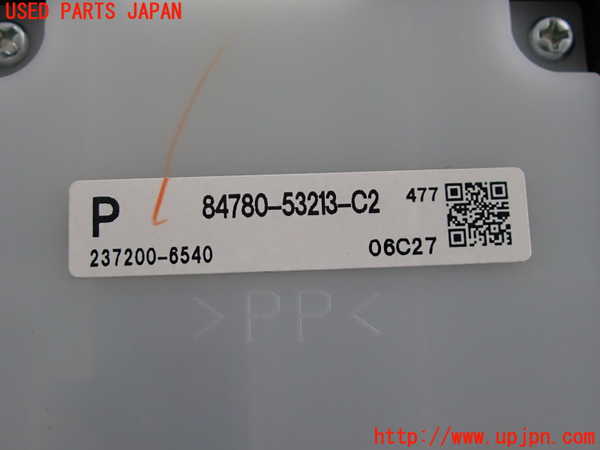 USED PARTS JAPAN
P
84780-53213-C2
477
237200-6540
06C27
>PP<
http://www.upjpn.com/